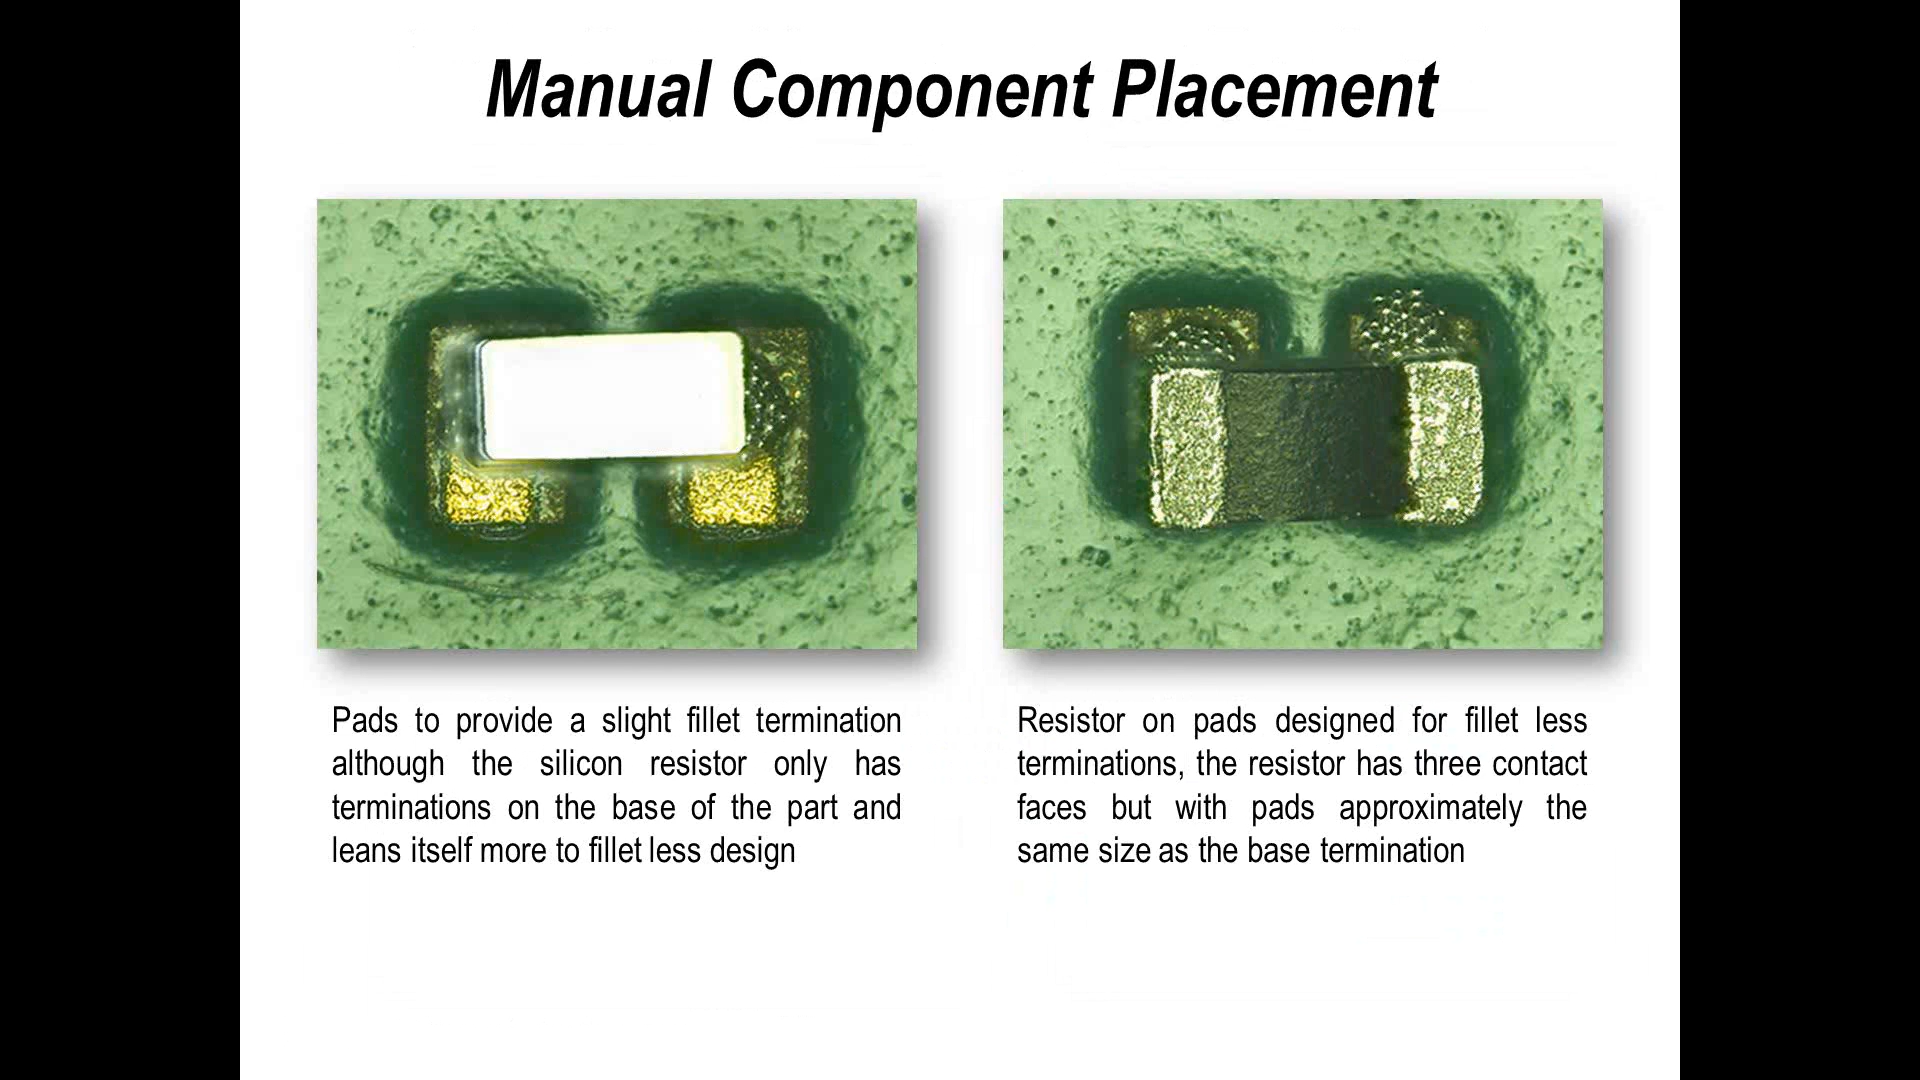 Manual Component Placement
Pads to provide a slight fillet termination
although the silicon resistor only has
terminations on the base of the part and
leans itself more to fillet less design
Resistor on pads designed for fillet less
terminations, the resistor has three contact
faces but with pads approximately the
same size as the base termination